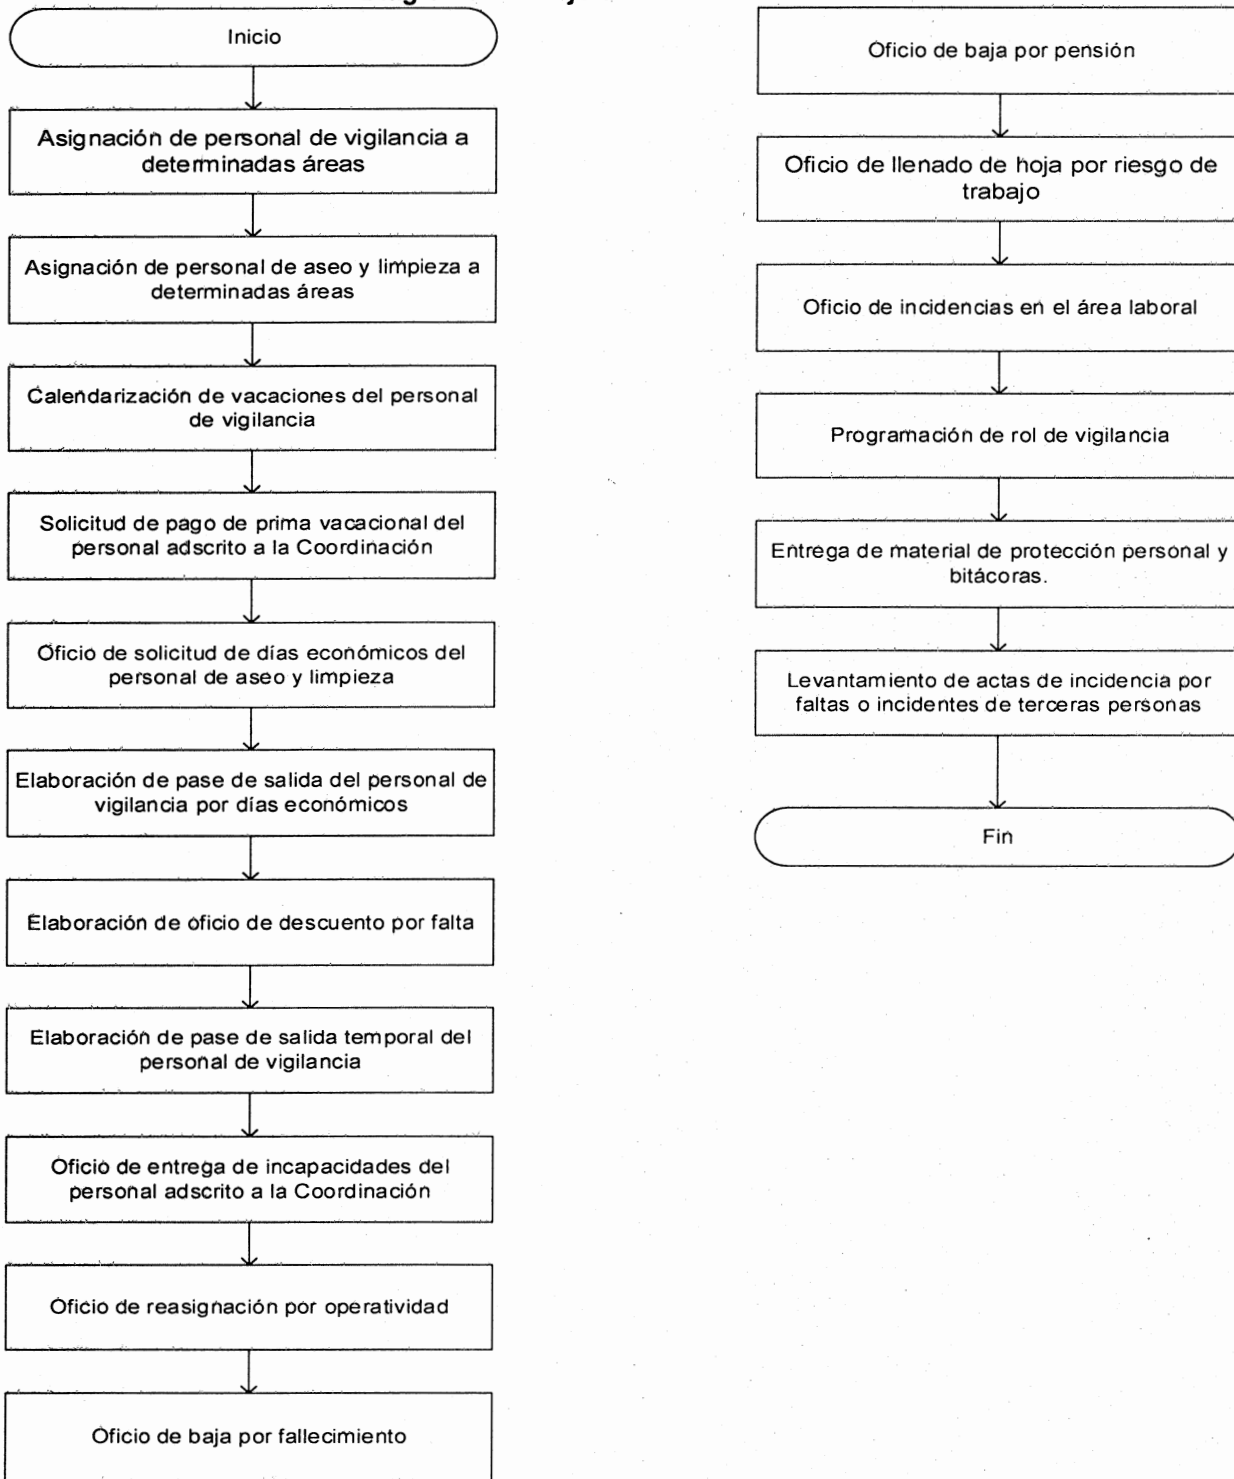 Inicio
Asignación de personal de vigilancia a
determinadas áreas
Asignación de personal de aseo y limpieza a
determinadas áreas
Calendarización de vacaciones del personal
de vigilancia
Solicitud de pago de prima vacacional del
personal adscrito a la Coordinación
Oficio de solicitud de días económicos del
personal de aseo y limpieza
Elaboración de pase de salida del personal de
vigilancia por días económicos
Elaboración de oficio de descuento por falta
Elaboración de pase de salida temporal del
personal de vigilancia
Oficio de entrega de incapacidades del
personal adscrito a la Coordinación
Oficio de reasignación por operatividad
Oficio de baja por fallecimiento
Oficio de baja por pensión
Oficio de llenado de hoja por riesgo de
trabajo
Oficio de incidencias en el área laboral
Programación de rol de vigilancia
Entrega de material de protección personal y
bitácoras.
Levantamiento de actas de incidencia por
faltas o incidentes de terceras personas
Fin